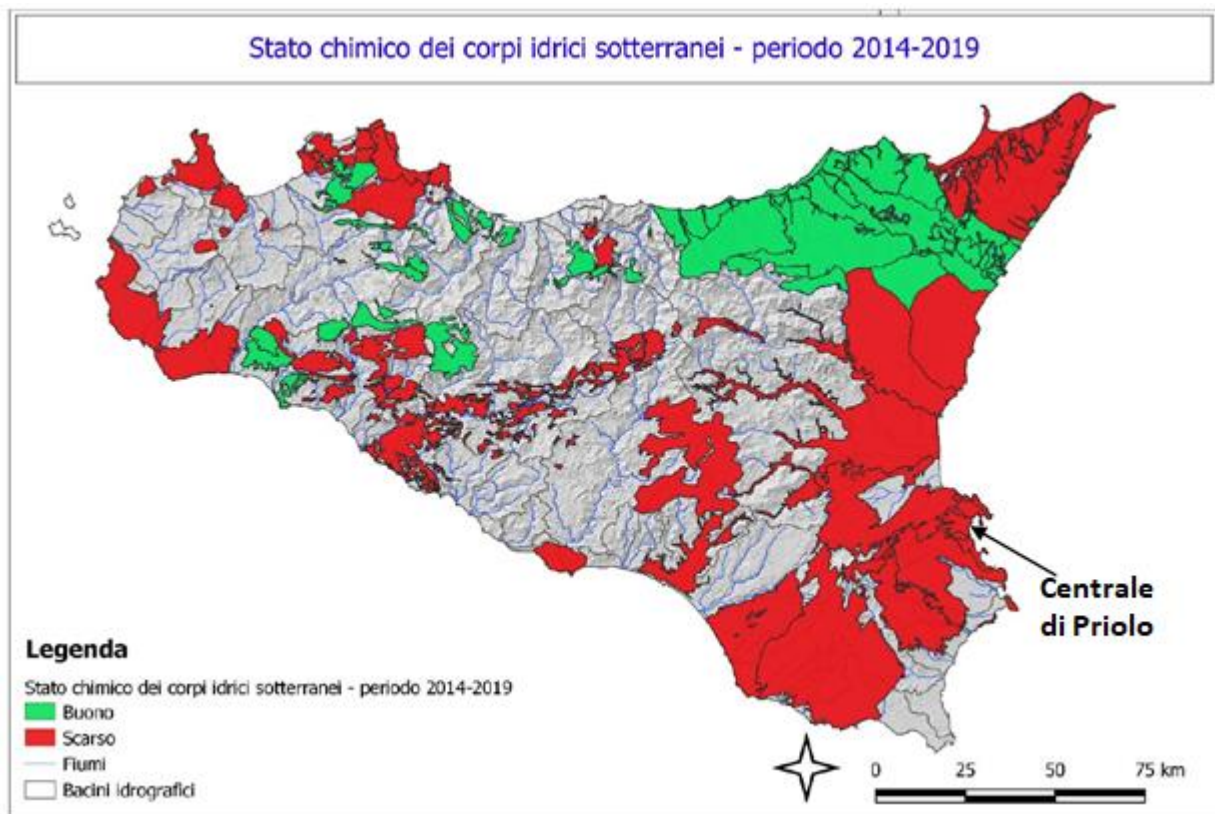 Stato chimico dei corpi idrici sotterranei - periodo 2014-2019
Centrale
di Priolo
Legenda
Stato chimico dei corpi idrici sotterranei - periodo 2014-2019
Buono
Scarso
Fiumi
Bacini idrografici
0 25 50 75 km